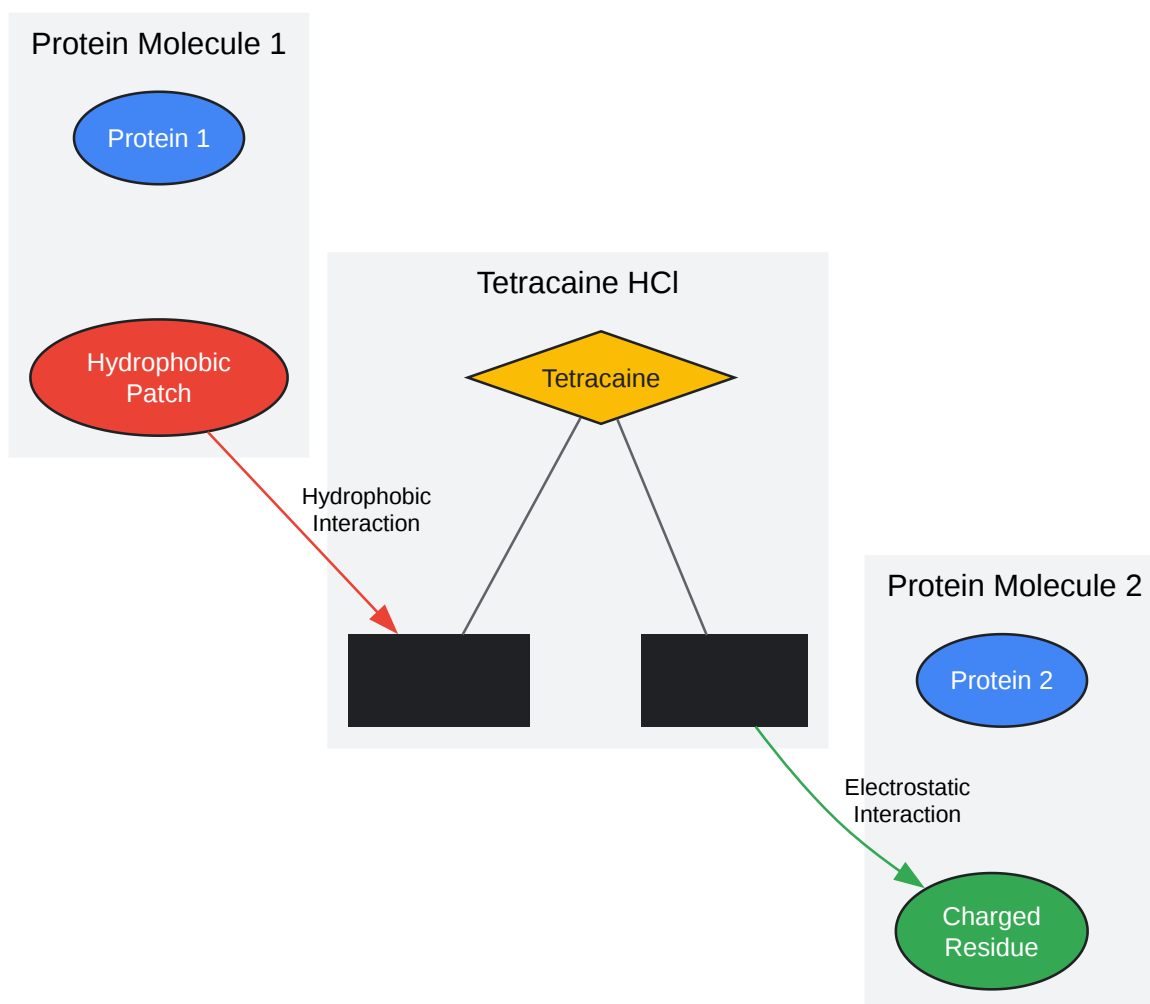 Protein Molecule 1
Protein 1
Hydrophobic
Patch
Hydrophobic
Interaction
Tetracaine HCl
Tetracaine
Protein Molecule 2
Protein 2
Electrostatic
Interaction
Charged
Residue